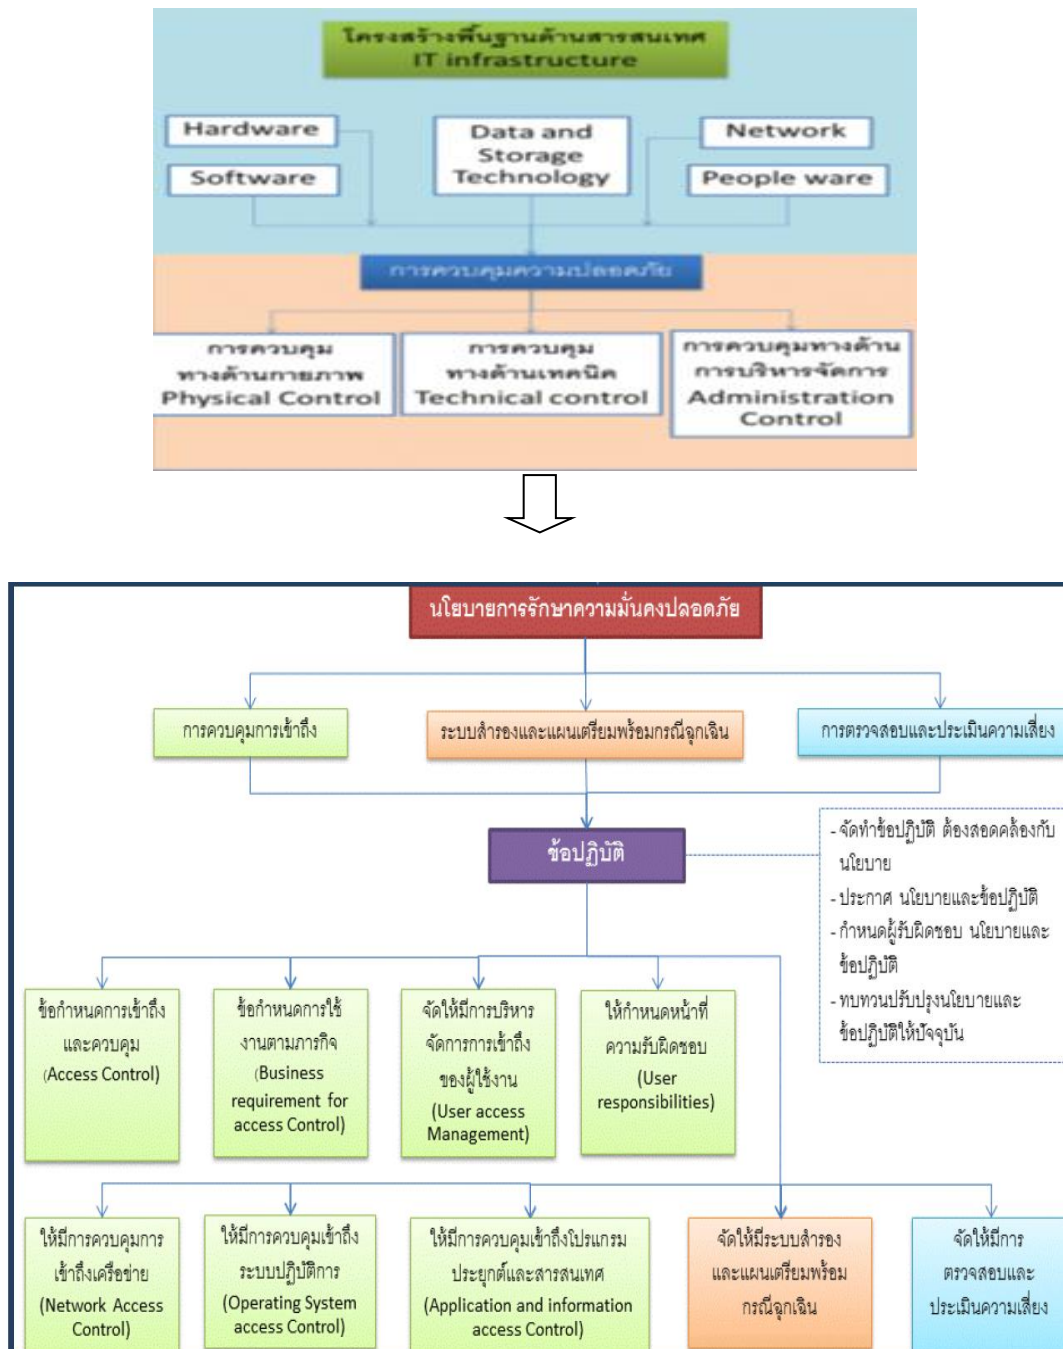 โครงสร้างพื้นฐานด้านสารสนเทศ
IT infrastructure
Hardware
Software
Data and
Storage
Technology
Network
People ware
การควบคุมความปลอดภัย
การควบคุม
ทางด้านกายภาพ
Physical Control
การควบคุม
ทางด้านเทคนิค
Technical control
การควบคุมทางด้าน
การบริหารจัดการ
Administration
Control
นโยบายการรักษาความมั่นคงปลอดภัย
การควบคุมการเข้าถึง
ระบบสำรองและแผนเตรียมพร้อมกรณีฉุกเฉิน
การตรวจสอบและประเมินความเสี่ยง
ข้อปฏิบัติ
- จัดทำข้อปฏิบัติ ต้องสอดคล้องกับ
นโยบาย
- ประกาศ นโยบายและข้อปฏิบัติ
- กำหนดผู้รับผิดชอบ นโยบายและ
ข้อปฏิบัติ
- ทบทวนปรับปรุงนโยบายและ
ข้อปฏิบัติให้ปัจจุบัน
ข้อกำหนดการเข้าถึง
และควบคุม
(Access Control)
ข้อกำหนดการใช้
งานตามภารกิจ
(Business
requirement for
access Control)
จัดให้มีการบริหาร
จัดการการเข้าถึง
ของผู้ใช้งาน
(User access
Management)
ให้กำหนดหน้าที่
ความรับผิดชอบ
(User
responsibilities)
ให้มีการควบคุมการ
เข้าถึงเครือข่าย
(Network Access
Control)
ให้มีการควบคุมเข้าถึง
ระบบปฏิบัติการ
(Operating System
access Control)
ให้มีการควบคุมเข้าถึงโปรแกรม
ประยุกต์และสารสนเทศ
(Application and information
access Control)
จัดให้มีระบบสำรอง
และแผนเตรียมพร้อม
กรณีฉุกเฉิน
จัดให้มีการ
ตรวจสอบและ
ประเมินความเสี่ยง